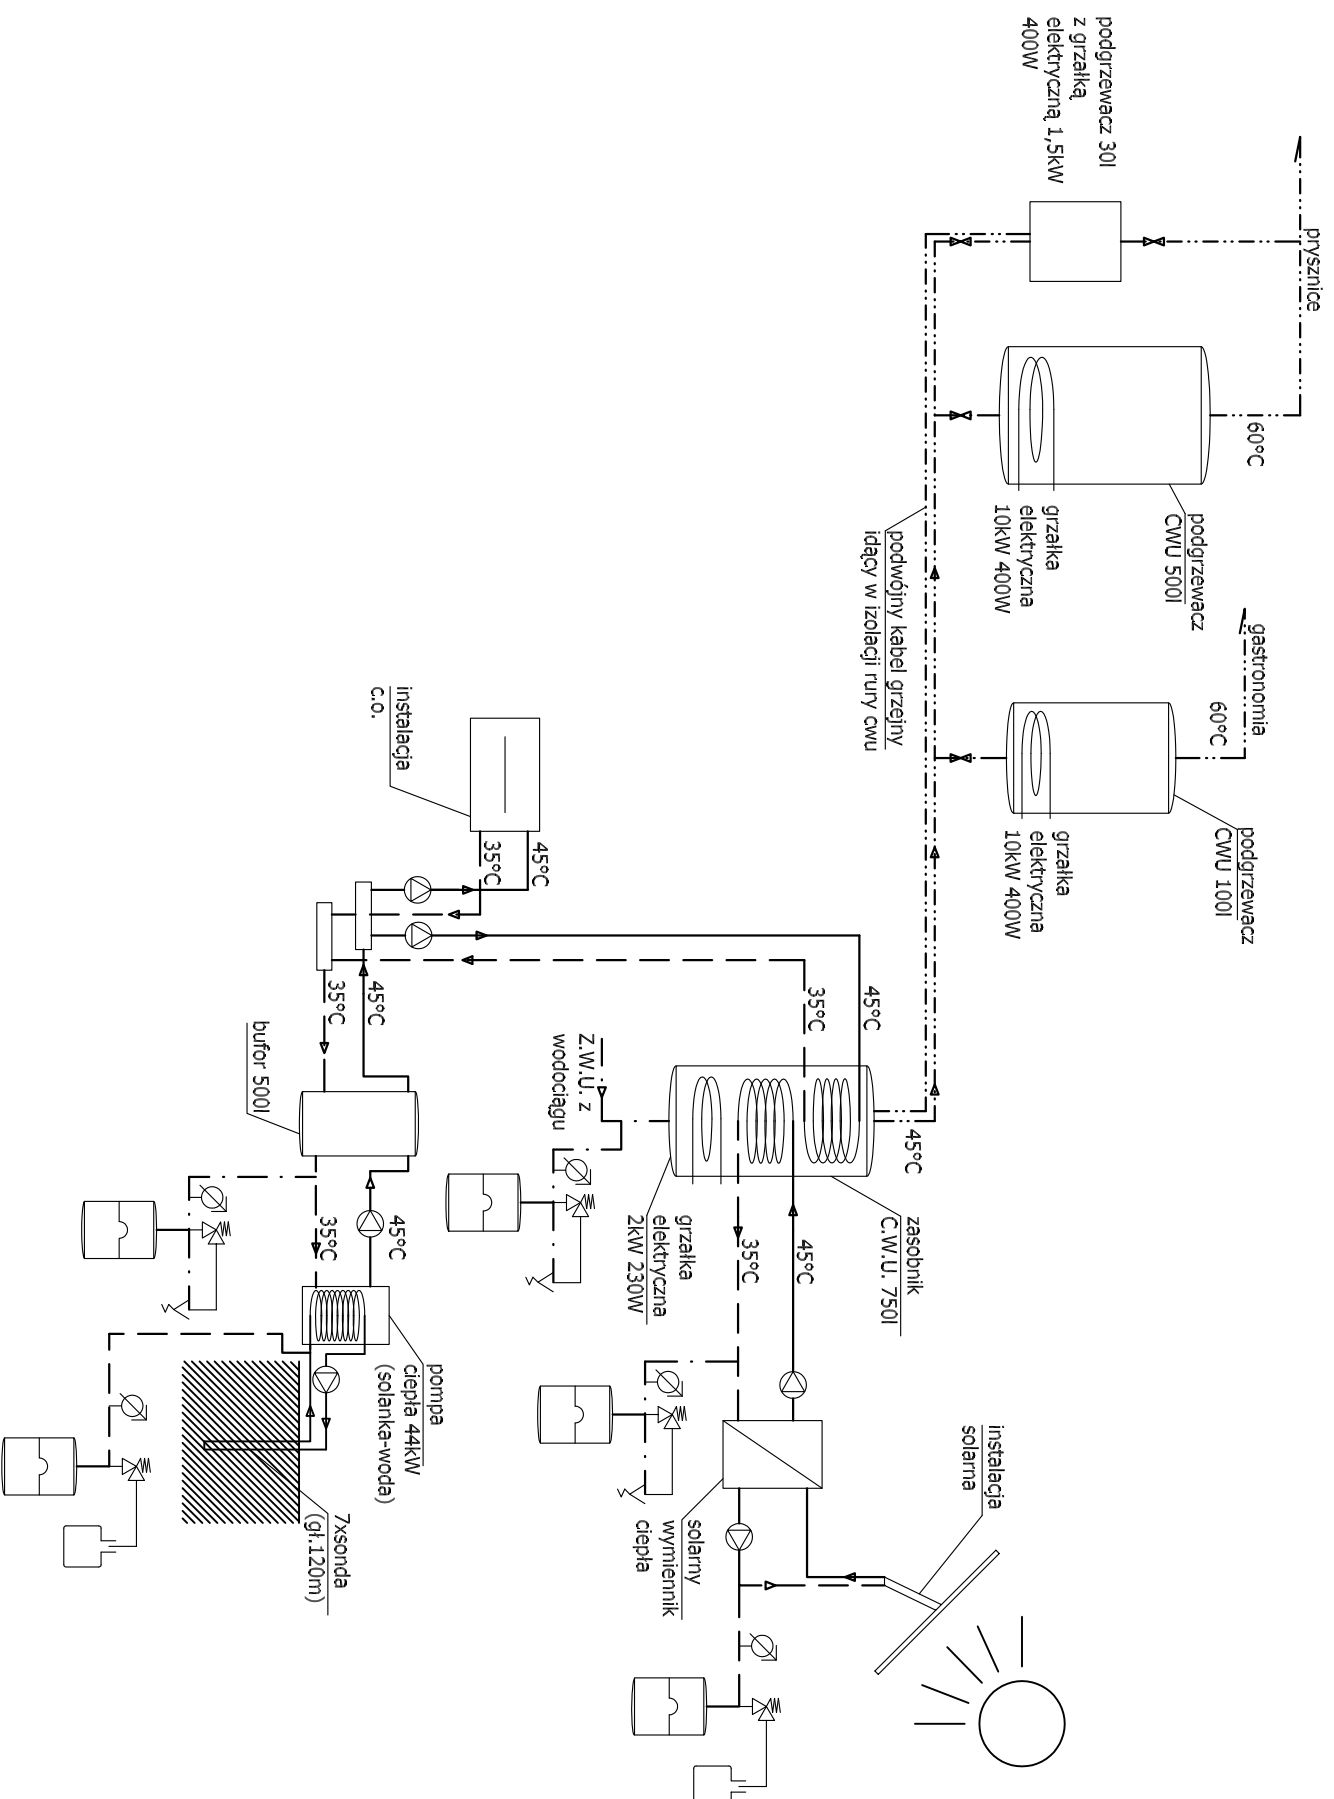 podgrzewacz 30l
z grzałką
elektryczną 1,5kW
400W
prysznice
60°C
podgrzewacz
CWU 500l
grzałka
elektryczna
10kW 400W
podwójny kabel grzejny
idący w izolacji rury cwu
gastronomia
60°C
podgrzewacz
CWU 100l
grzałka
elektryczna
10kW 400W
instalacja
c.o.
45°C
35°C
45°C
35°C
45°C
35°C
bufor 500l
Z.W.U. z
wodociągu
45°C
zasobnik
C.W.U. 750l
grzałka
elektryczna
2kW 230W
45°C
35°C
45°C
35°C
pompa
ciepła 44kW
(solanka-woda)
7xsonda
(gł.120m)
instalacja
solarna
solarny
wymiennik
ciepła